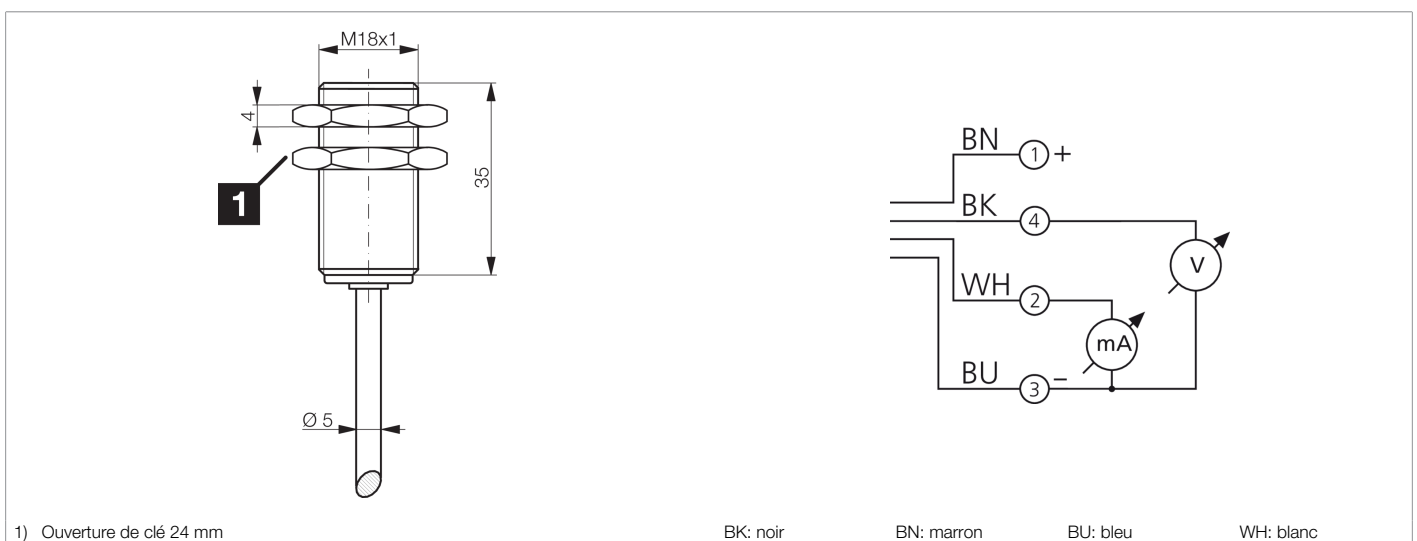 M18x1
4
35
1
Ø 5
BN 1 +
BK 4
V
WH 2
mA
BU 3 −
1) Ouverture de clé 24 mm
BK: noir BN: marron BU: bleu WH: blanc